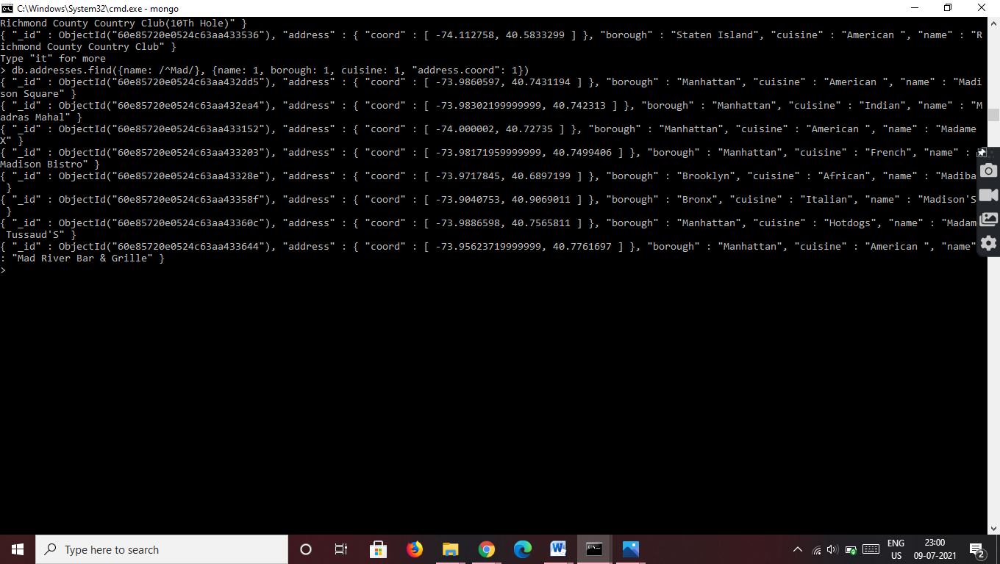 C:\Windows\System32\cmd.exe - mongo
Richmond County Country Club(10Th Hole)" }
{ "_id" : ObjectId("60e85720e0524c63aa433536"), "address" : { "coord" : [ -74.112758, 40.5833299 ] }, "borough" : "Staten Island", "cuisine" : "American ", "name" : "R
ichmond County Country Club" }
Type "it" for more
> db.addresses.find({name: /^Mad/}, {name: 1, borough: 1, cuisine: 1, "address.coord": 1})
{ "_id" : ObjectId("60e85720e0524c63aa432dd5"), "address" : { "coord" : [ -73.9860597, 40.7431194 ] }, "borough" : "Manhattan", "cuisine" : "American ", "name" : "Madi
son Square" }
{ "_id" : ObjectId("60e85720e0524c63aa432ea4"), "address" : { "coord" : [ -73.98302199999999, 40.742313 ] }, "borough" : "Manhattan", "cuisine" : "Indian", "name" : "M
adras Mahal" }
{ "_id" : ObjectId("60e85720e0524c63aa433152"), "address" : { "coord" : [ -74.000002, 40.72735 ] }, "borough" : "Manhattan", "cuisine" : "American ", "name" : "Madame
X" }
{ "_id" : ObjectId("60e85720e0524c63aa433203"), "address" : { "coord" : [ -73.98171959999999, 40.7499406 ] }, "borough" : "Manhattan", "cuisine" : "French", "name" :
Madison Bistro" }
{ "_id" : ObjectId("60e85720e0524c63aa43328e"), "address" : { "coord" : [ -73.9717845, 40.6897199 ] }, "borough" : "Brooklyn", "cuisine" : "African", "name" : "Madiba
 }
{ "_id" : ObjectId("60e85720e0524c63aa43358f"), "address" : { "coord" : [ -73.9040753, 40.9069011 ] }, "borough" : "Bronx", "cuisine" : "Italian", "name" : "Madison'S
 }
{ "_id" : ObjectId("60e85720e0524c63aa43360c"), "address" : { "coord" : [ -73.9886598, 40.7565811 ] }, "borough" : "Manhattan", "cuisine" : "Hotdogs", "name" : "Madam
 Tussaud'S" }
{ "_id" : ObjectId("60e85720e0524c63aa433644"), "address" : { "coord" : [ -73.95623719999999, 40.7761697 ] }, "borough" : "Manhattan", "cuisine" : "American ", "name"
: "Mad River Bar & Grille" }
>
Type here to search
ENG
US
23:00
09-07-2021
2